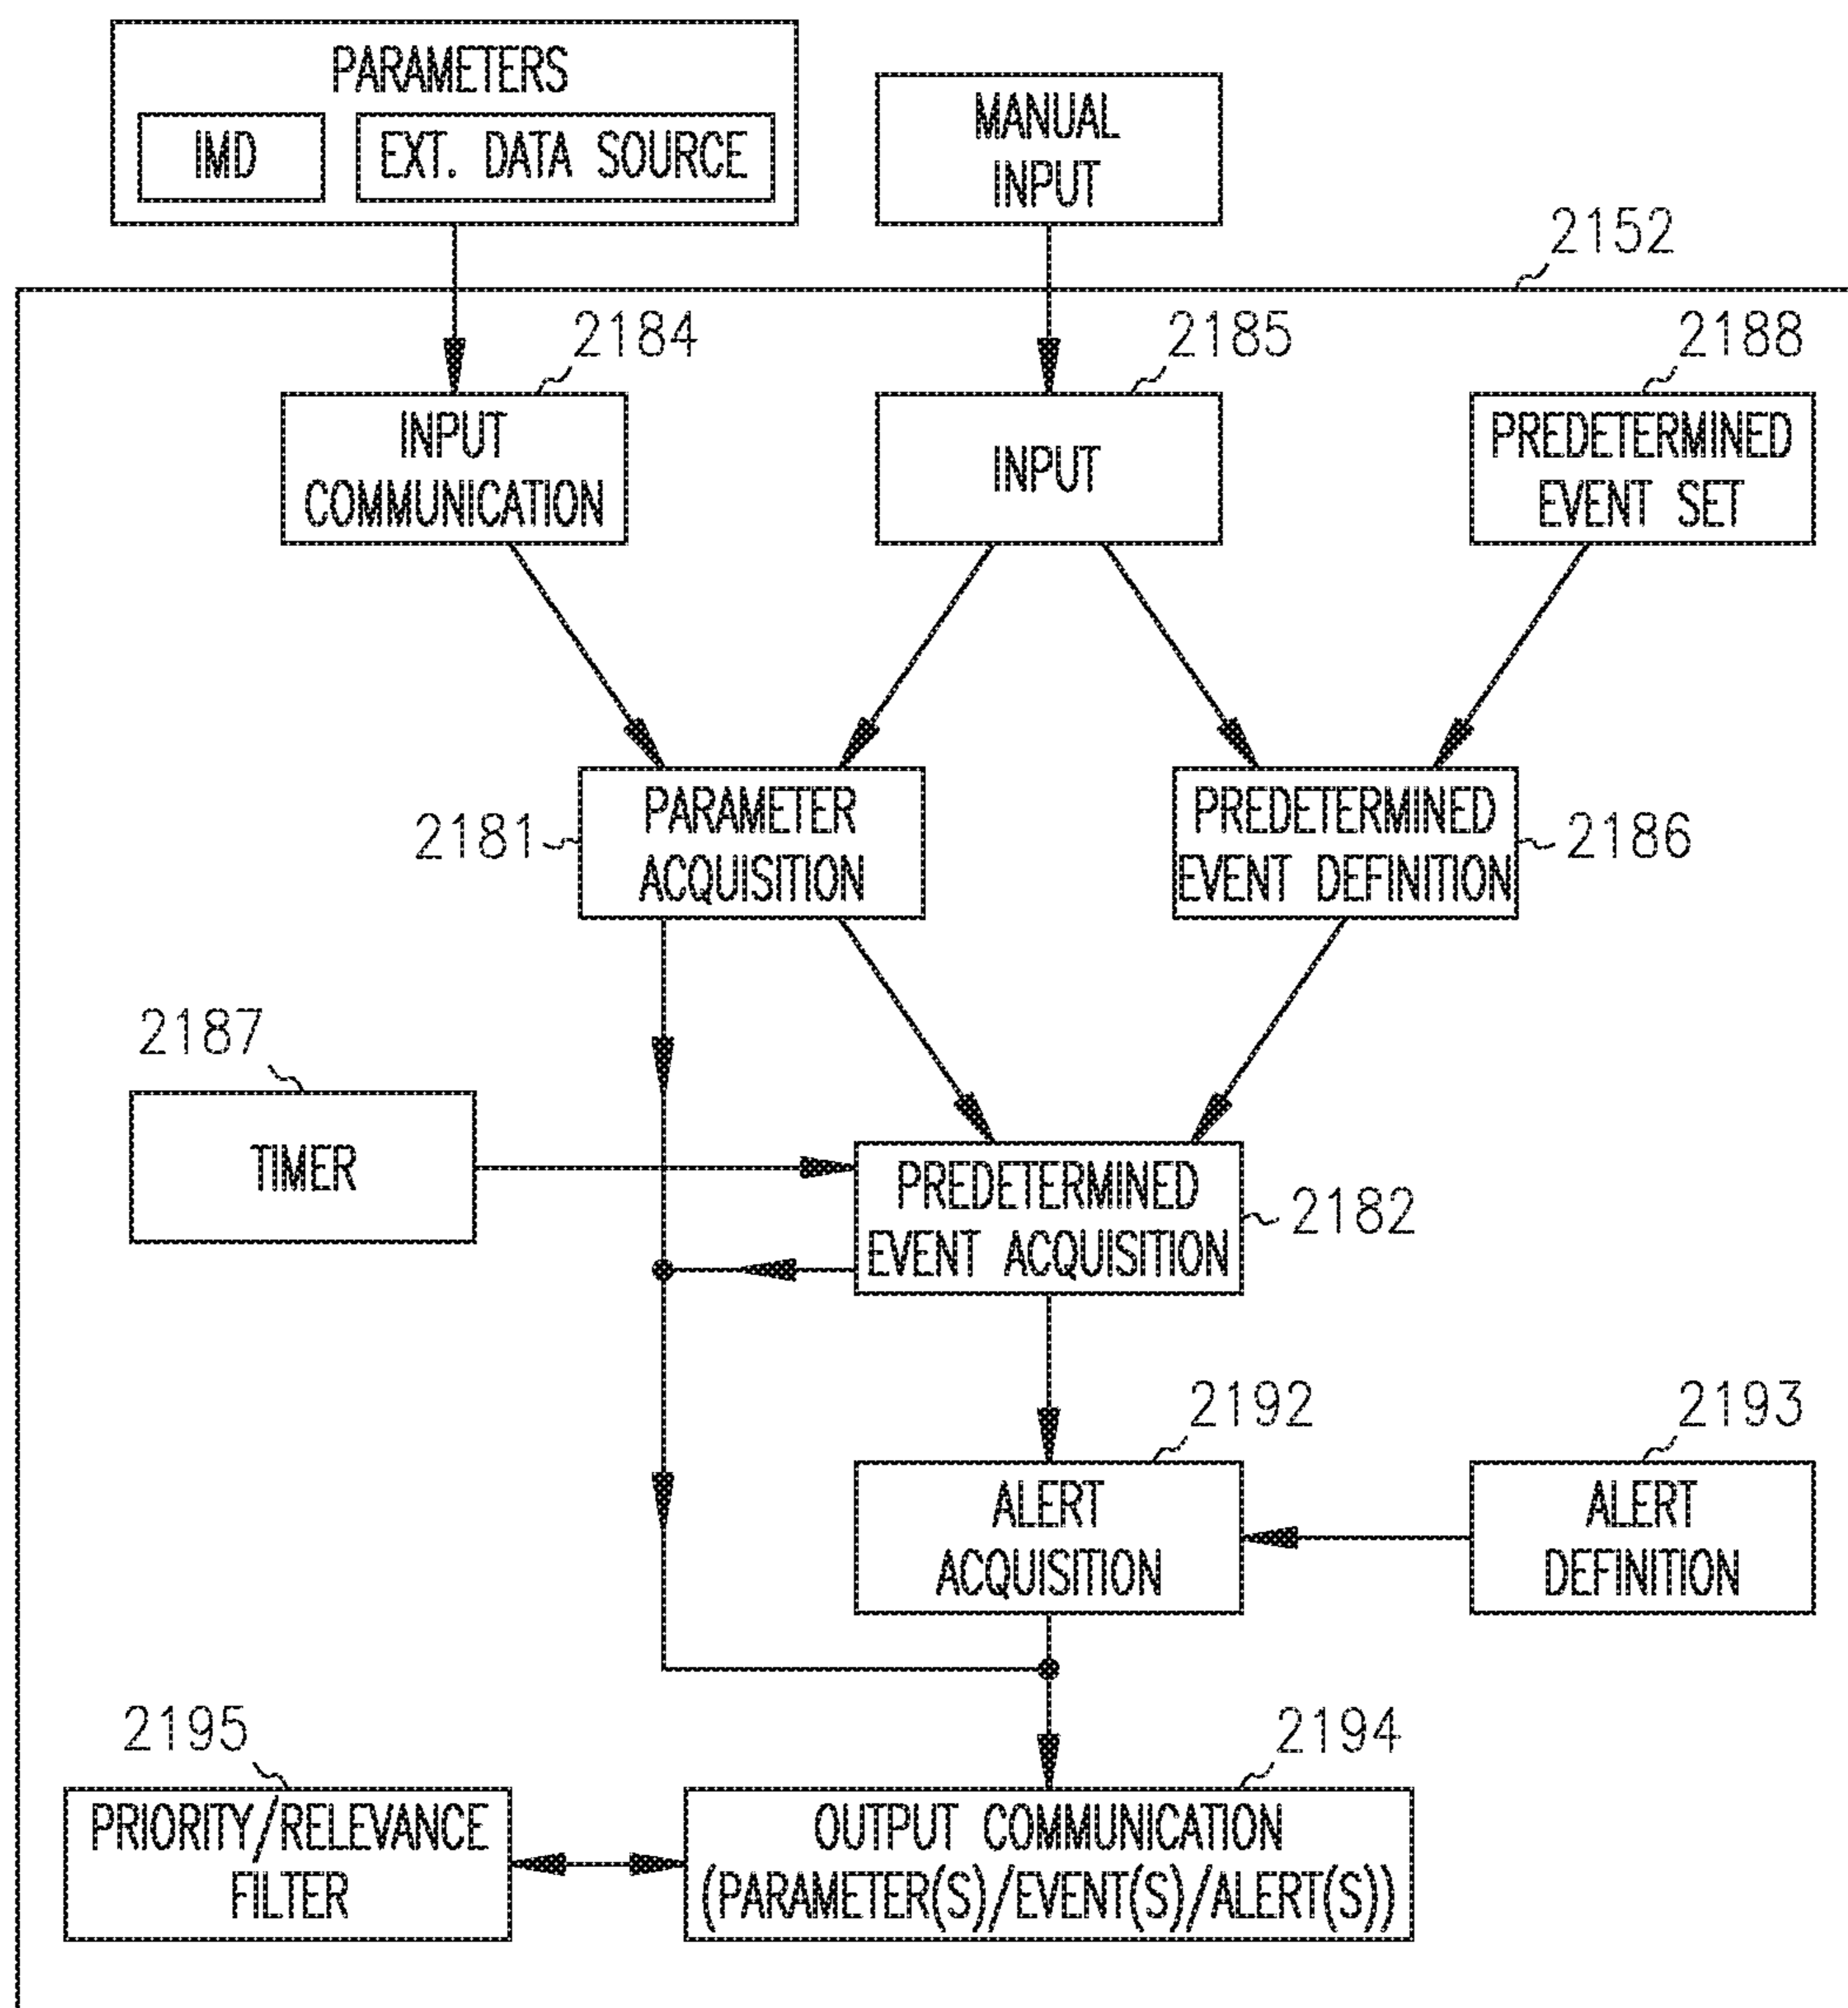 PARAMETERS
IMD
EXT. DATA SOURCE
MANUAL
INPUT
2152
2184
2185
2188
INPUT
COMMUNICATION
INPUT
PREDETERMINED
EVENT SET
2181
PARAMETER
ACQUISITION
PREDETERMINED
EVENT DEFINITION
2186
2187
TIMER
PREDETERMINED
EVENT ACQUISITION
2182
2192
2193
ALERT
ACQUISITION
ALERT
DEFINITION
2195
2194
PRIORITY/RELEVANCE
FILTER
OUTPUT COMMUNICATION
(PARAMETER(S)/EVENT(S)/ALERT(S))